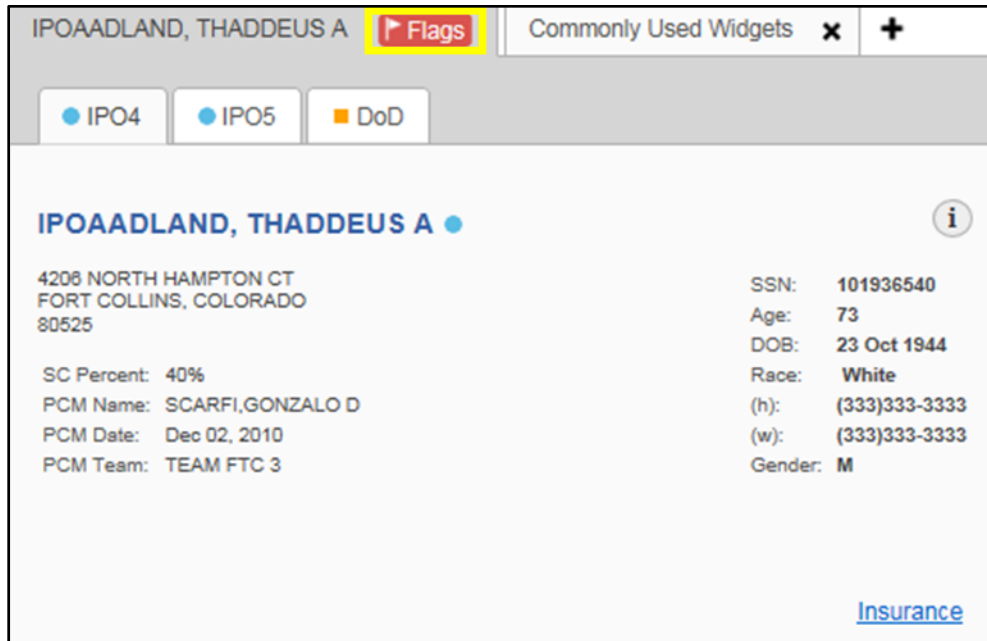 IPOAADLAND, THADDEUS A Flags Commonly Used Widgets
IPO4 IPO5 DoD
IPOAADLAND, THADDEUS A
4206 NORTH HAMPTON CT
FORT COLLINS, COLORADO
80525
SC Percent: 40%
PCM Name: SCARFI,GONZALO D
PCM Date: Dec 02, 2010
PCM Team: TEAM FTC 3
i
SSN: 101936540
Age: 73
DOB: 23 Oct 1944
Race: White
(h): (333)333-3333
(w): (333)333-3333
Gender: M
Insurance